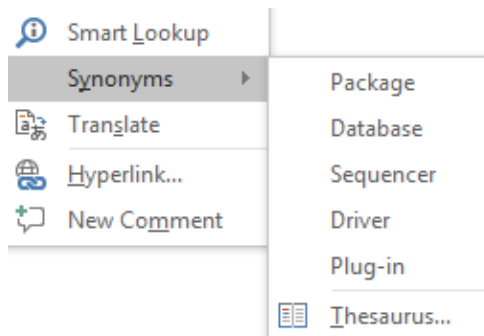 Smart Lookup
Synonyms
Translate
Hyperlink...
New Comment
Package
Database
Sequencer
Driver
Plug-in
Thesaurus...